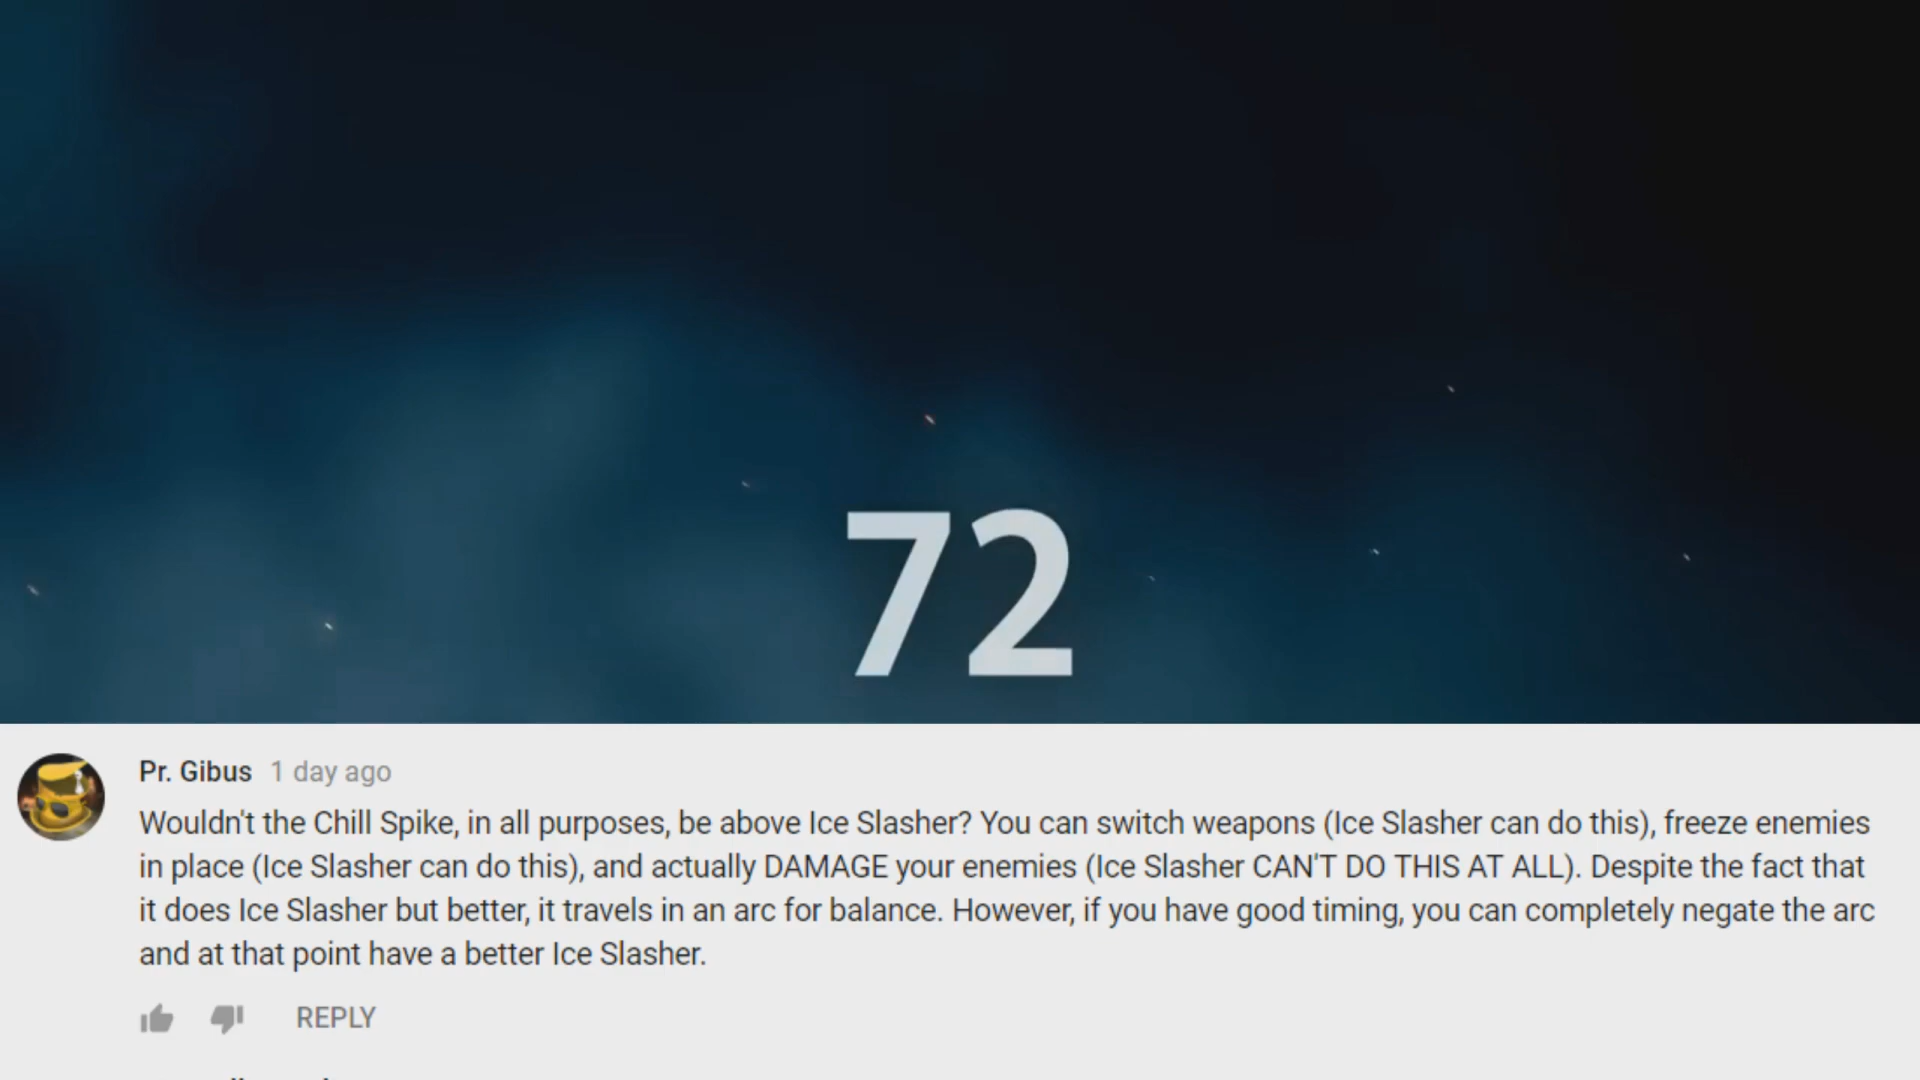 72
Pr. Gibus 1 day ago
Wouldn't the Chill Spike, in all purposes, be above Ice Slasher? You can switch weapons (Ice Slasher can do this), freeze enemies
in place (Ice Slasher can do this), and actually DAMAGE your enemies (Ice Slasher CAN'T DO THIS AT ALL). Despite the fact that
it does Ice Slasher but better, it travels in an arc for balance. However, if you have good timing, you can completely negate the arc
and at that point have a better Ice Slasher.
REPLY